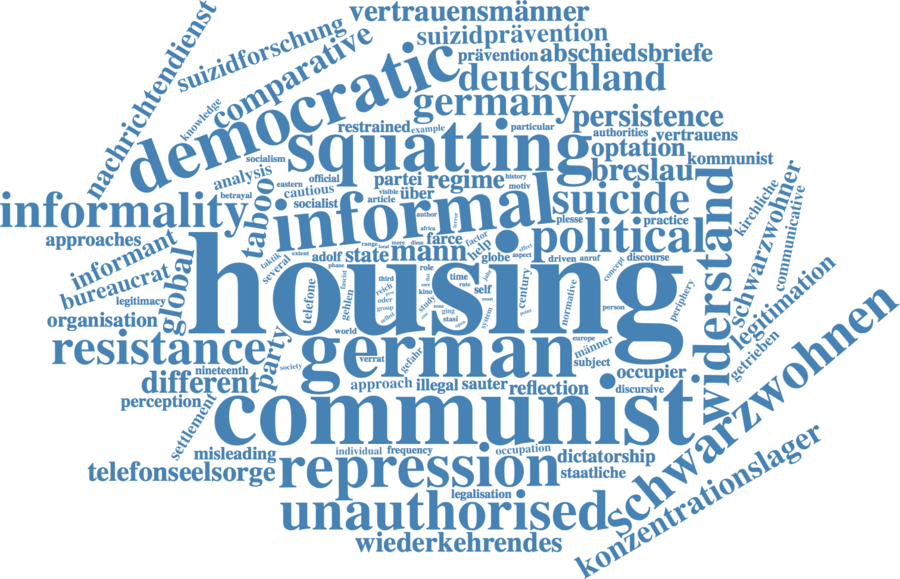 vertrauensmänner
suizidforschung
suizidprävention
nachrichtendienst
comparative
prävention
abschiedsbriefe
democratic
deutschland
knowledge
germany
persistence
restrained
example
particular
authorities
vertrauens
squatting
optation
socialism
kommunist
analysis
eastern
official
partei
regime
history
breslau
betrayal
cautious
visible
über
motiv
informality
taboo
socialist
article
suicide
kirchliche
schwarzwohner
communicative
informal
author
africa
terror
plesse
practice
approaches
political
widerstand
informant
adolf
state
mann
farce
factor
help
globe
aspect
effect
driven
anruf
discourse
bureaucrat
global
taktik
several
extent
range
local
more
diese
phase
role
concept
legitimacy
housing
telefone
gehlen
facist
third
reich
oder
group
selbst
kino
study
ging
stasi
time
rate
self
system
century
point
normative
person
periphery
legitimation
organisation
world
europe
getrieben
resistance
german
männer
party
verrat
gefahr
subject
nineteenth
society
occupier
different
approach
illegal
sauter
reflection
discursive
schwarzwohnen
perception
communist
settlement
misleading
individual
frequency
occupation
dictatorship
telefonseelsorge
repression
staatliche
legalisation
konzentrationslager
unauthorised
wiederkehrendes